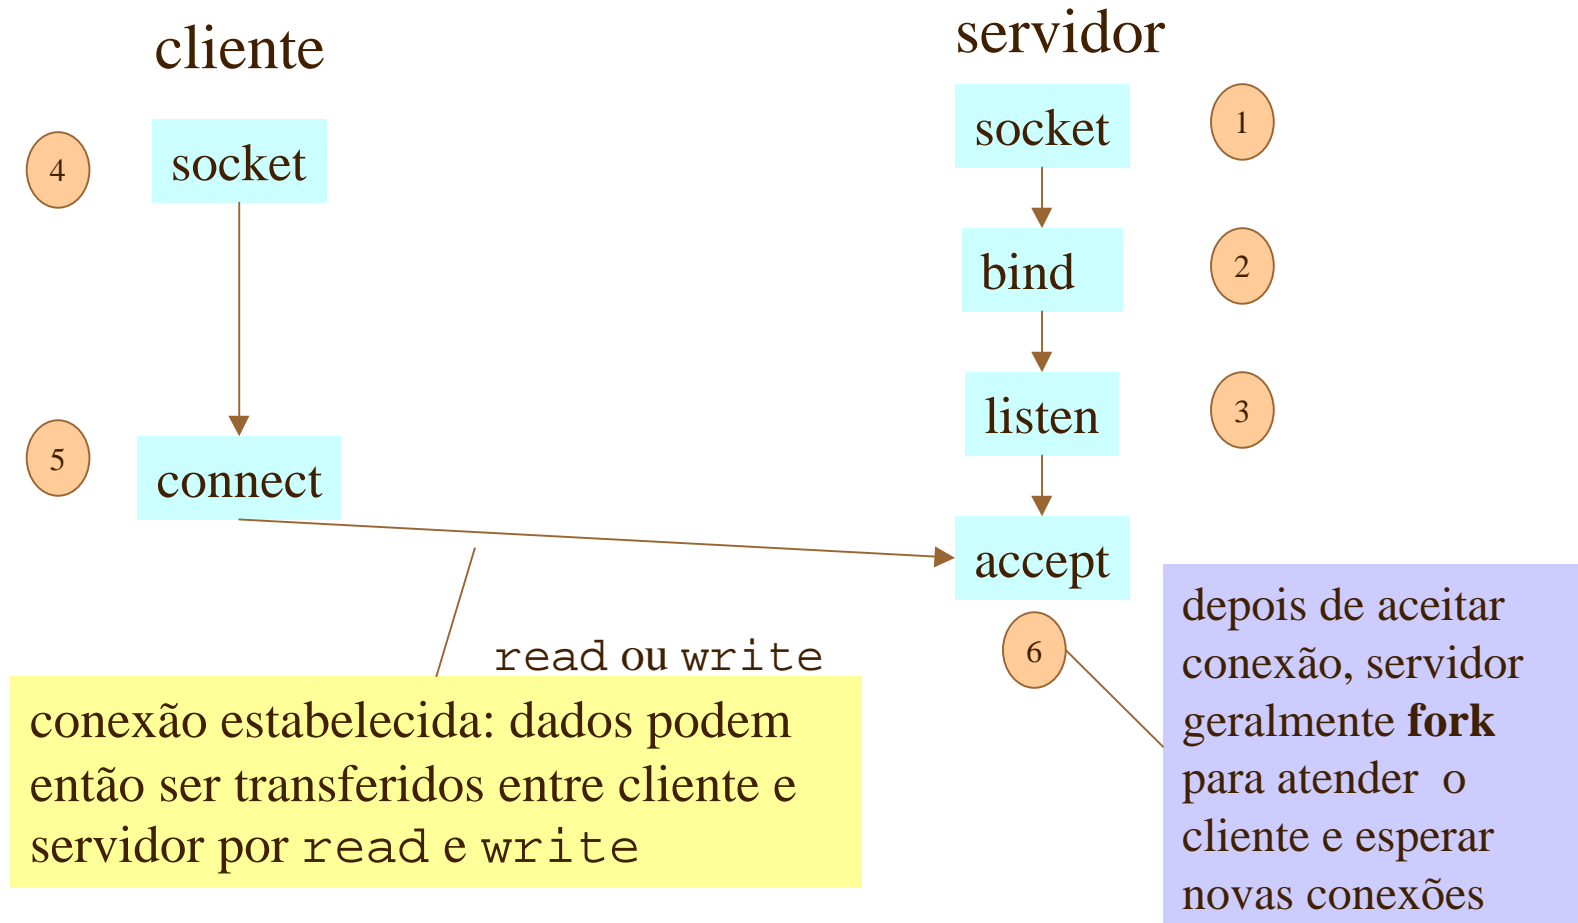 cliente
servidor
4
socket
socket
1
bind
2
listen
3
5
connect
accept
6
read ou write
conexão estabelecida: dados podem
então ser transferidos entre cliente e
servidor por read e write
depois de aceitar
conexão, servidor
geralmente fork
para atender o
cliente e esperar
novas conexões